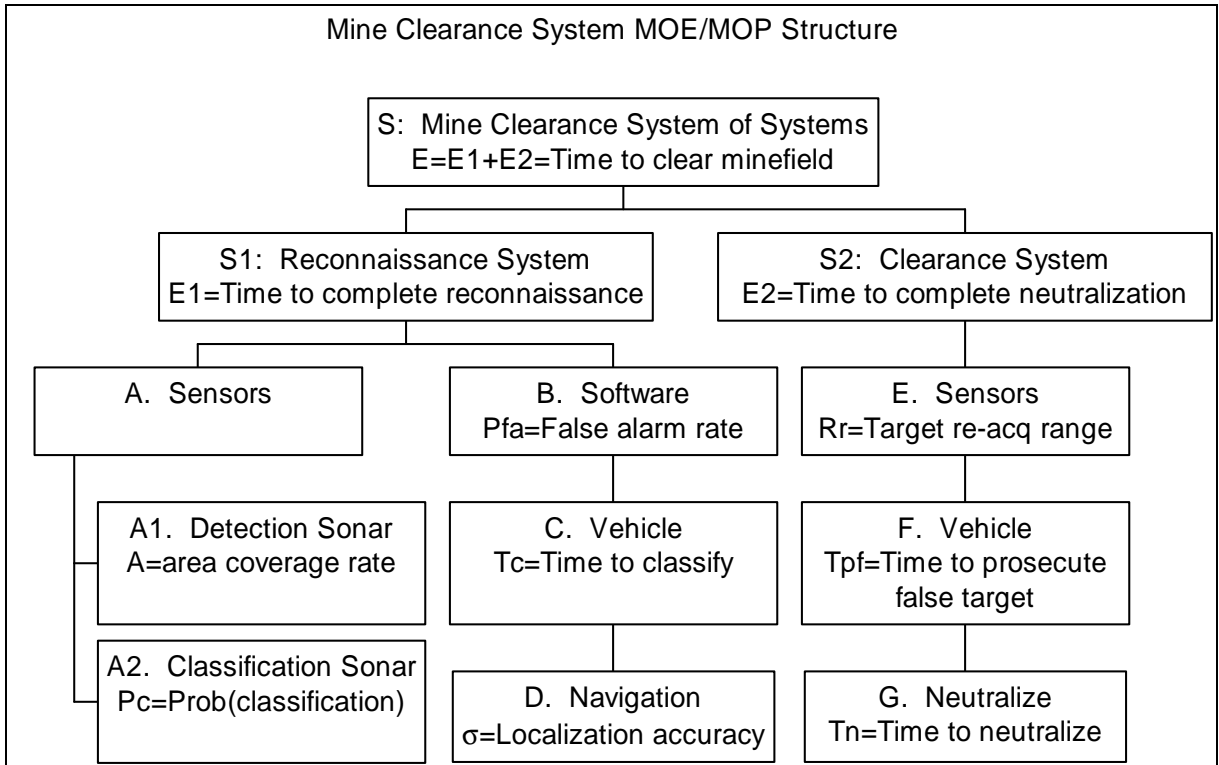 Mine Clearance System MOE/MOP Structure
S: Mine Clearance System of Systems
E=E1+E2=Time to clear minefield
S1: Reconnaissance System
E1=Time to complete reconnaissance
S2: Clearance System
E2=Time to complete neutralization
A. Sensors
B. Software
Pfa=False alarm rate
E. Sensors
Rr=Target re-acq range
A1. Detection Sonar
A=area coverage rate
C. Vehicle
Tc=Time to classify
F. Vehicle
Tpf=Time to prosecute
false target
A2. Classification Sonar
Pc=Prob(classification)
D. Navigation
σ=Localization accuracy
G. Neutralize
Tn=Time to neutralize